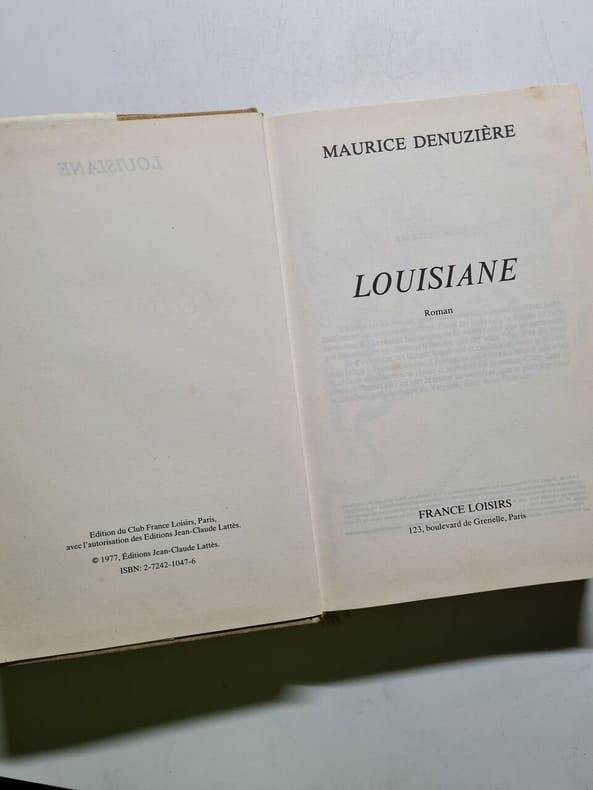 LOUISIANE
Edition du Club France Loisirs, Paris,
avec l'autorisation des Editions Jean-Claude Lattès.
© 1977, Éditions Jean-Claude Lattès.
ISBN: 2-7242-1047-6
MAURICE DENUZIÈRE
LOUISIANE
Roman
FRANCE LOISIRS
123, boulevard de Grenelle, Paris